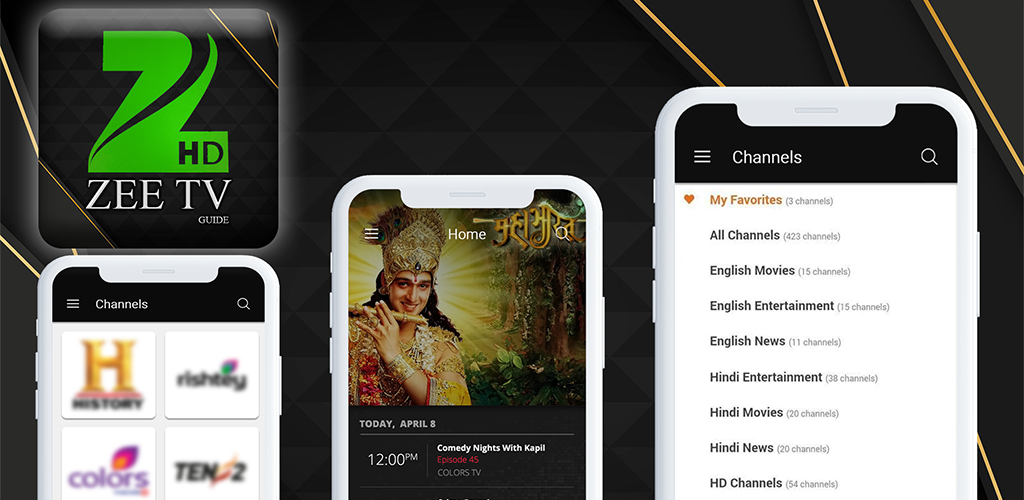 HD
ZEE TV
GUIDE
Channels
HISTORY
rishtey
colors
TEN 2
Home
महाभारत
TODAY, APRIL 8
12:00PM
Comedy Nights With Kapil
Episode 45
COLORS TV
Channels
My Favorites (3 channels)
All Channels (423 channels)
English Movies (15 channels)
English Entertainment (15 channels)
English News (11 channels)
Hindi Entertainment (38 channels)
Hindi Movies (20 channels)
Hindi News (20 channels)
HD Channels (54 channels)